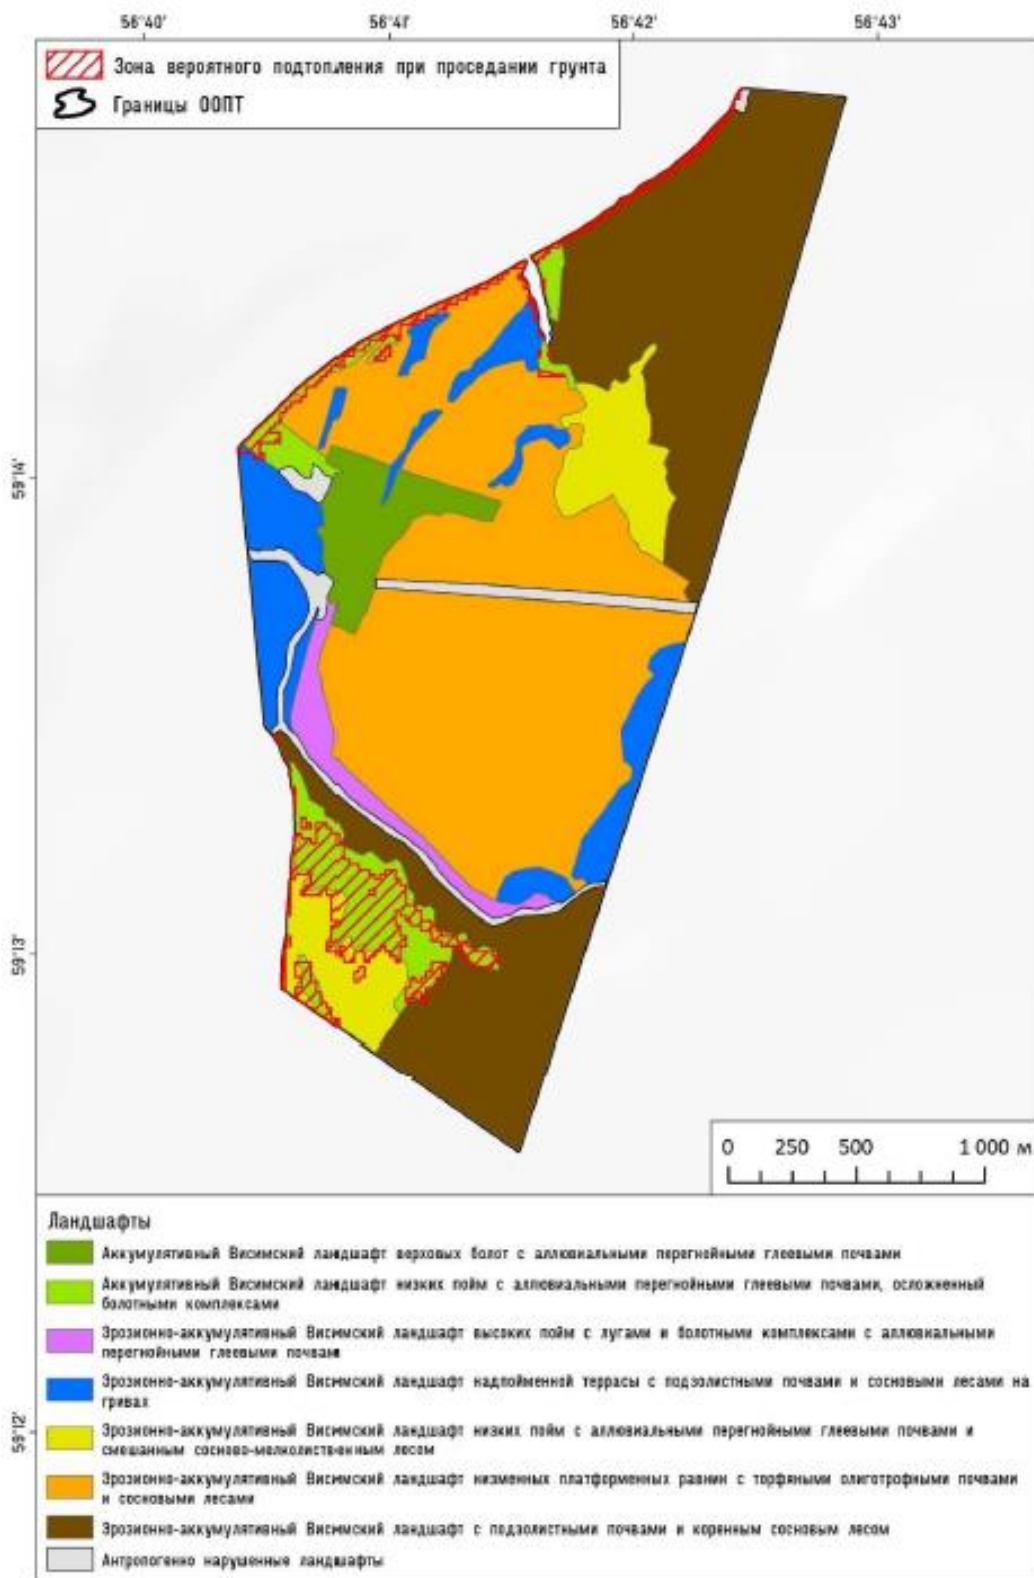 56°40' 56°41' 56°42' 56°43'
Зона вероятного подтопления при проседании грунта
Границы ООПТ
59°14'
59°13'
0 250 500 1 000 м
Ландшафты
Аккумулятивный Висимский ландшафт верховых болот с аллювиальными перегнойными глеевыми почвами
Аккумулятивный Висимский ландшафт низких пойм с аллювиальными перегнойными глеевыми почвами, осложненный
болотными комплексами
Эрозионно-аккумулятивный Висимский ландшафт высоких пойм с лугами и болотными комплексами с аллювиальными
перегнойными глеевыми почвами
Эрозионно-аккумулятивный Висимский ландшафт надпойменной террасы с подзолистными почвами и сосновыми лесами на
гривах
59°12'
Эрозионно-аккумулятивный Висимский ландшафт низких пойм с аллювиальными перегнойными глеевыми почвами и
смешанным сосново-мелколиственным лесом
Эрозионно-аккумулятивный Висимский ландшафт низменных платформенных равнин с торфяными олиготрофными почвами
и сосновыми лесами
Эрозионно-аккумулятивный Висимский ландшафт с подзолистными почвами и коренным сосновым лесом
Антропогенно нарушенные ландшафты